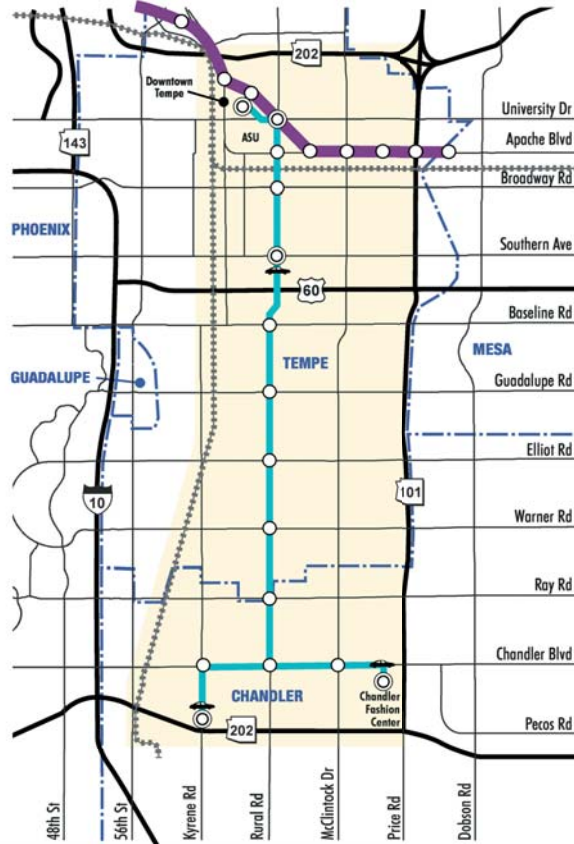 202
Downtown
Tempe
ASU
University Dr
143
Apache Blvd
Broadway Rd
PHOENIX
Southern Ave
60
Baseline Rd
GUADALUPE
TEMPE
MESA
Guadalupe Rd
Elliot Rd
10
101
Warner Rd
Ray Rd
Chandler Blvd
CHANDLER
Chandler
Fashion
Center
202
Pecos Rd
48th St
56th St
Kyrene Rd
Rural Rd
McClintock Dr
Price Rd
Dobson Rd